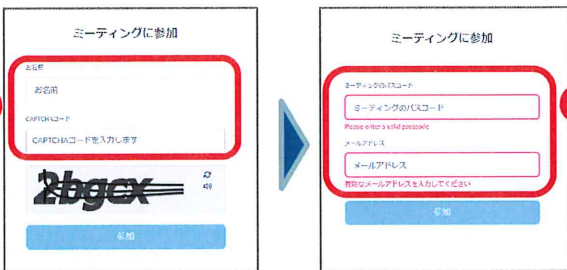 ミーティングに参加
お名前
お名前
CAPTCHAコード
CAPTCHAコードを入力します
2bgcx
参加
ミーティングに参加
ミーティングのパスコード
ミーティングのパスコード
Please enter a valid passcode
メールアドレス
メールアドレス
有効なメールアドレスを入力してください
参加